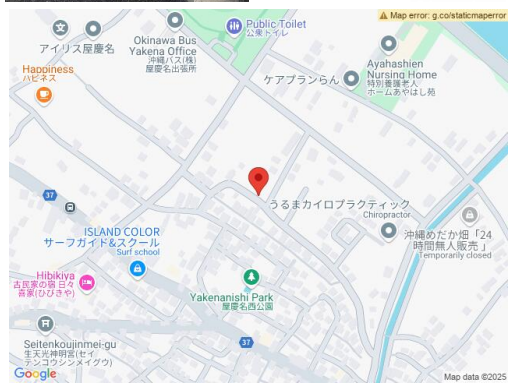 Map error: g.co/staticmaperror
Public Toilet
公衆トイレ
アイリス屋慶名
Okinawa Bus
Yakena Office
沖縄バス(株)
屋慶名出張所
Ayahashien
Nursing Home
特別養護老人
ホームあやはし苑
Happiness
ハピネス
ケアプランらん
37
うるまカイロプラクティック
Chiropractor
ISLAND COLOR
サーフガイド&スクール
Surf school
沖縄めだか畑「24
時間無人販売 」
Temporarily closed
Hibikiya
古民家の宿 日々
喜家(ひびきや)
Yakenanishi Park
屋慶名西公園
37
Seitenkoujinmei-gu
生天光神明宮(セイ
テンコウシンメイグウ)
Google
Map data ©2025